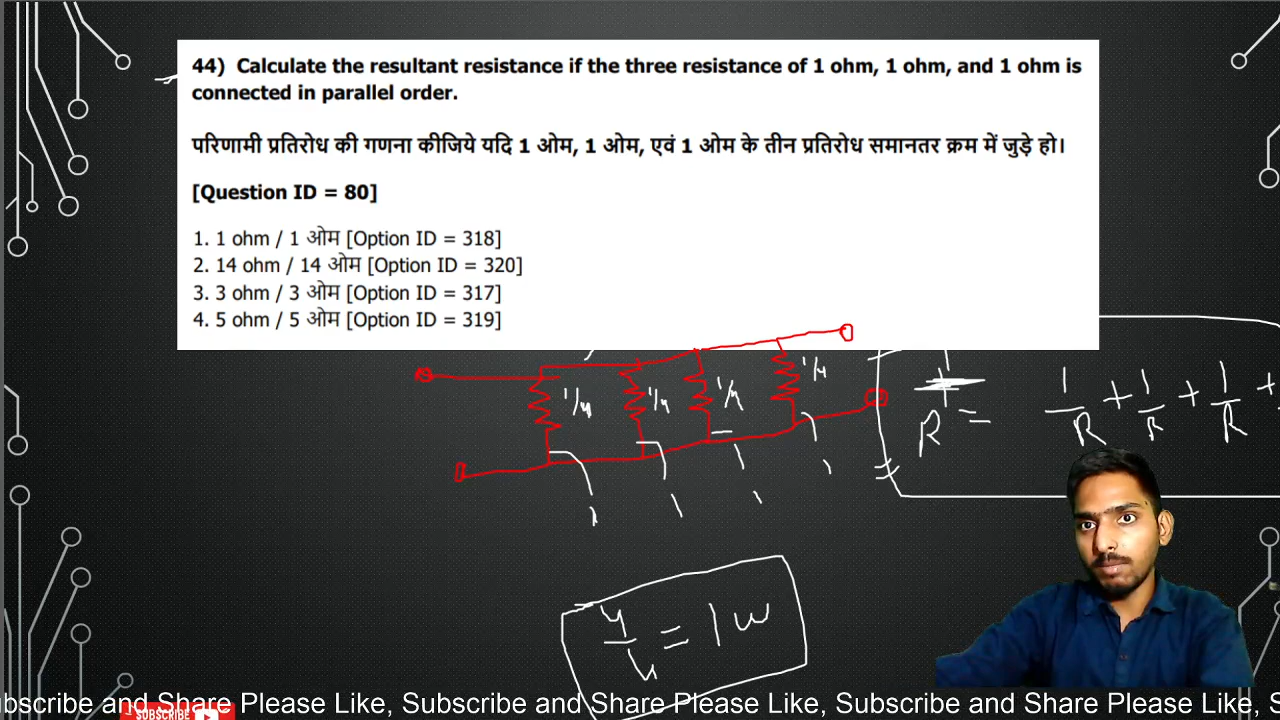 44) Calculate the resultant resistance if the three resistance of 1 ohm, 1 ohm, and 1 ohm is
connected in parallel order.
परिणामी प्रतिरोध की गणना कीजिये यदि 1 ओम, 1 ओम, एवं 1 ओम के तीन प्रतिरोध समानतर क्रम में जुड़े हो।
[Question ID = 80]
1. 1 ohm / 1 ओम [Option ID = 318]
2. 14 ohm / 14 ओम [Option ID = 320]
3. 3 ohm / 3 ओम [Option ID = 317]
4. 5 ohm / 5 ओम [Option ID = 319]
1/4 1/4 1/4 1/4
1/R = 1/R + 1/R + 1/R +
4/4 = 1 w
bscribe and Share Please Like, Subscribe and Share Please Like, Subscribe and Share Please Like, S
SUBSCRIBE